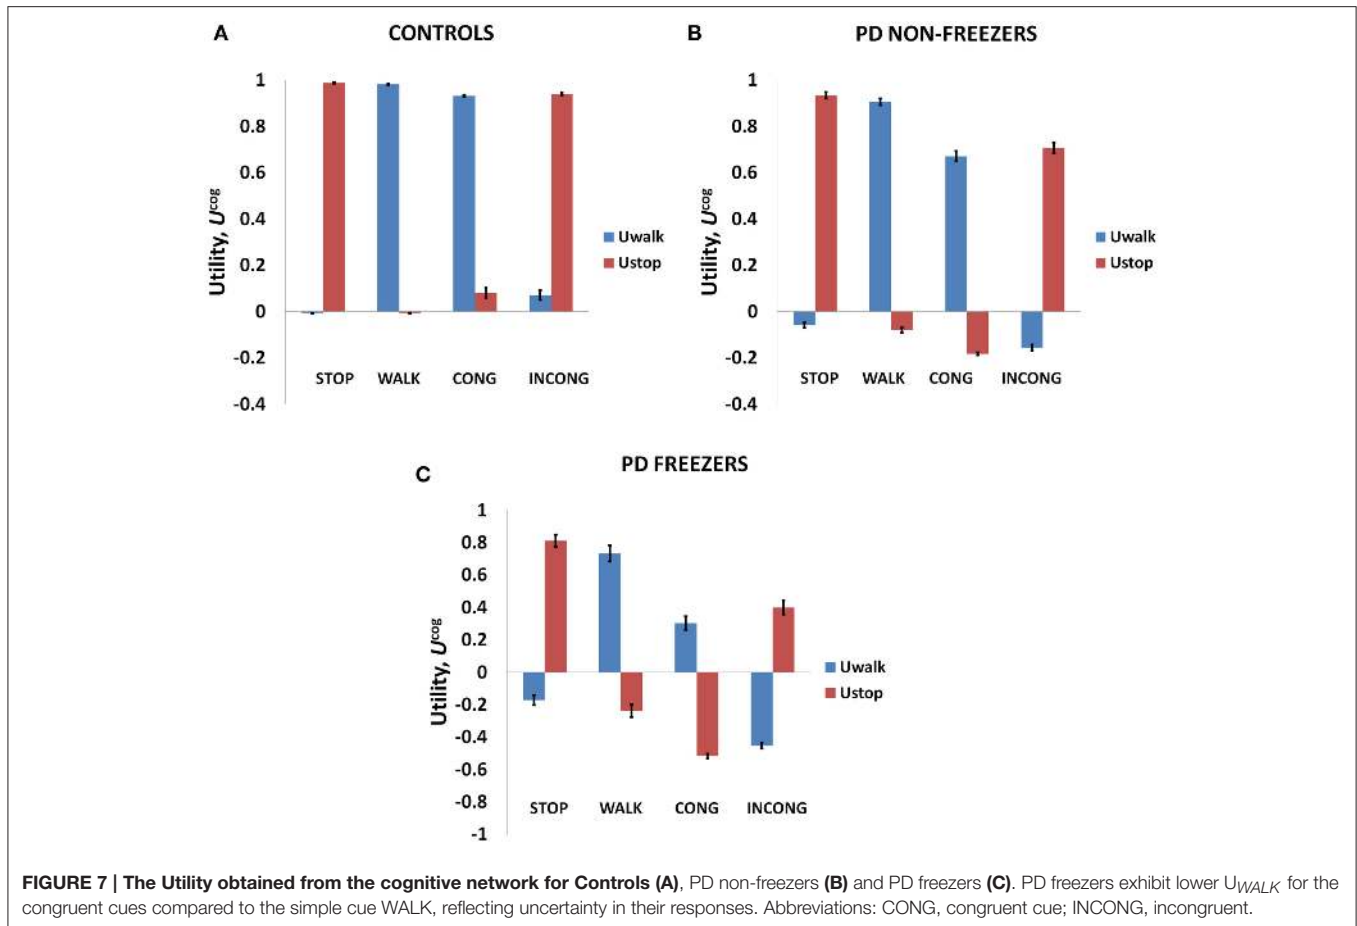 A CONTROLS
1
0.8
0.6
0.4
0.2
0
-0.2
-0.4
Utility, Ucog
STOP WALK CONG INCONG
Uwalk
Ustop
B PD NON-FREEZERS
1
0.8
0.6
0.4
0.2
0
-0.2
-0.4
Utility, Ucog
STOP WALK CONG INCONG
Uwalk
Ustop
C PD FREEZERS
1
0.8
0.6
0.4
0.2
0
-0.2
-0.4
-0.6
-0.8
-1
Utility, Ucog
STOP WALK CONG INCONG
Uwalk
Ustop
FIGURE 7 | The Utility obtained from the cognitive network for Controls (A), PD non-freezers (B) and PD freezers (C). PD freezers exhibit lower UWALK for the
congruent cues compared to the simple cue WALK, reflecting uncertainty in their responses. Abbreviations: CONG, congruent cue; INCONG, incongruent.